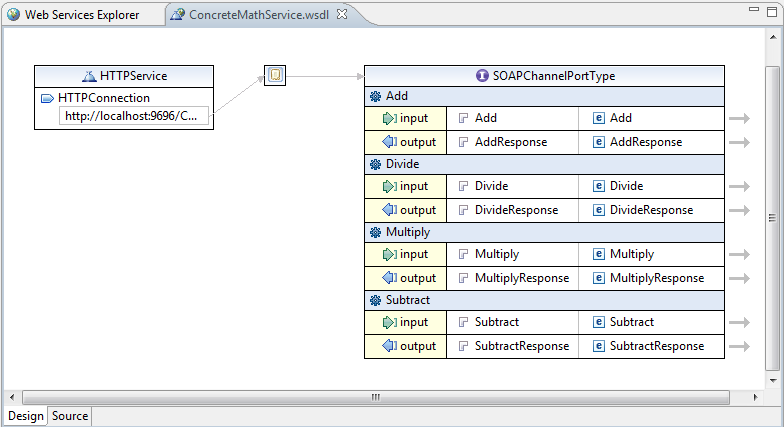 Web Services Explorer ConcreteMathService.wsdl
HTTPService
HTTPConnection
http://localhost:9696/C...
SOAPChannelPortType
Add
input Add e Add
output AddResponse e AddResponse
Divide
input Divide e Divide
output DivideResponse e DivideResponse
Multiply
input Multiply e Multiply
output MultiplyResponse e MultiplyResponse
Subtract
input Subtract e Subtract
output SubtractResponse e SubtractResponse
Design Source